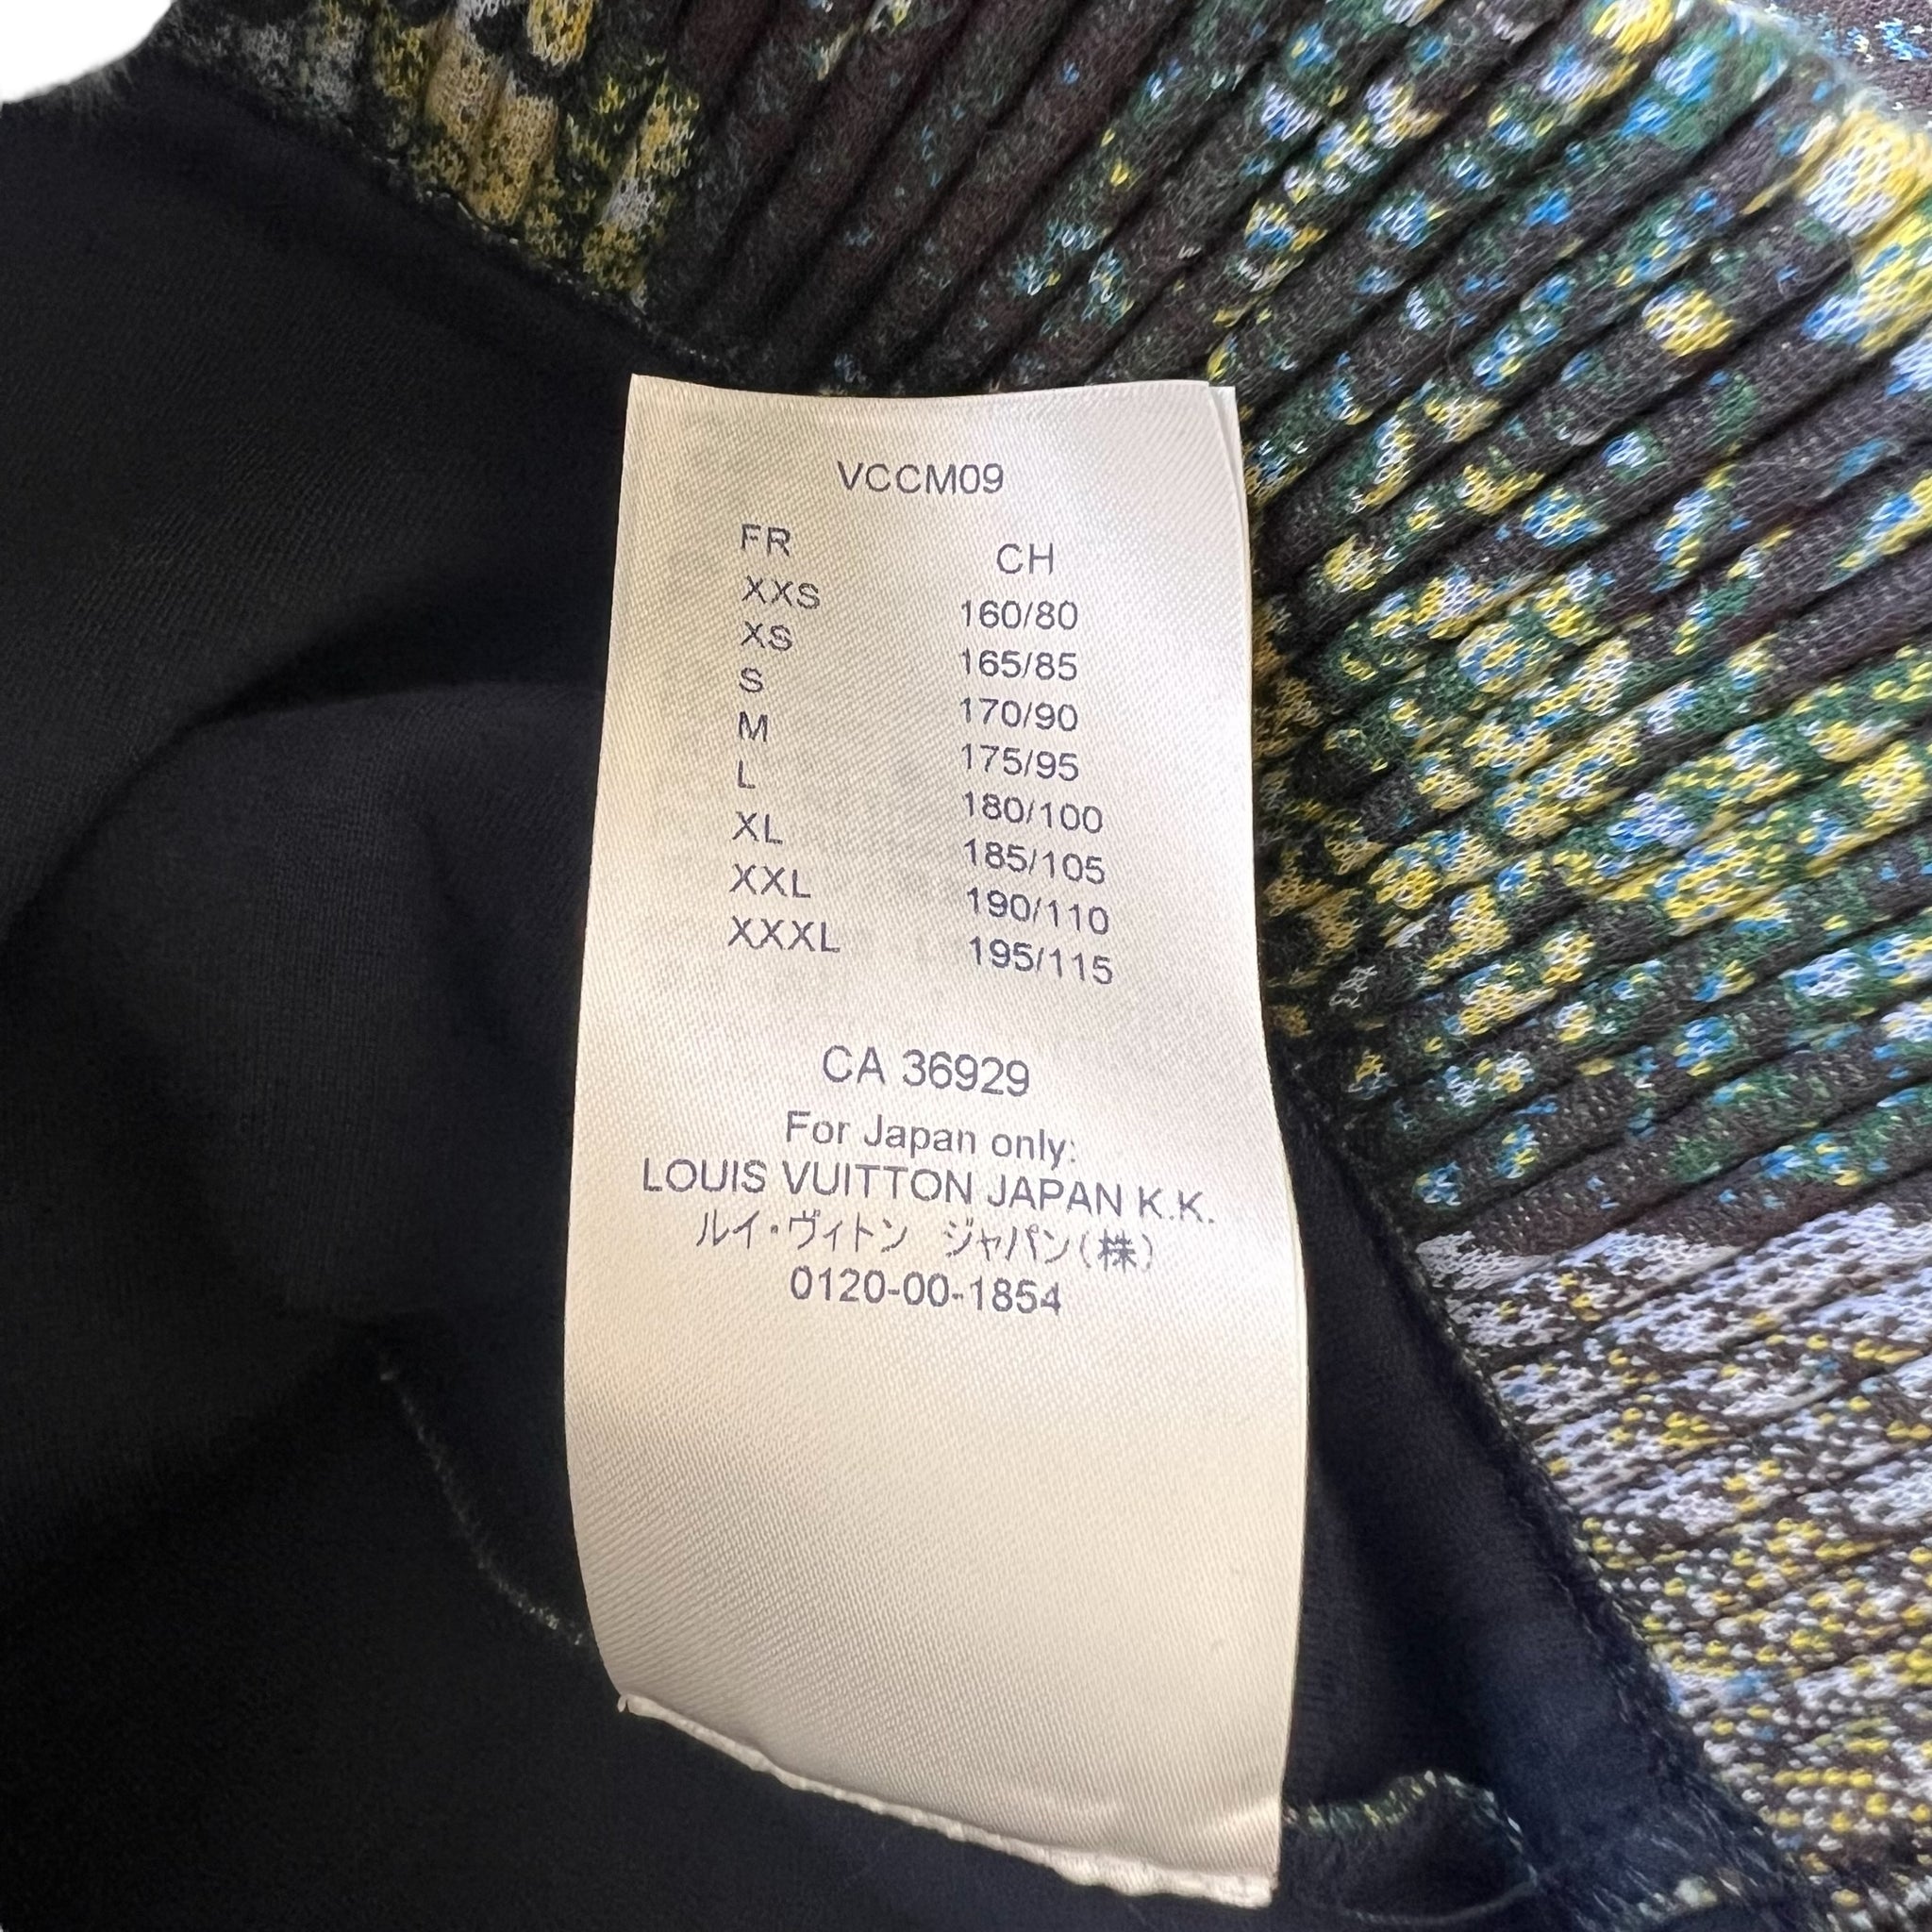 VCCM09
FR CH
XXS 160/80
XS 165/85
S 170/90
M 175/95
L 180/100
XL 185/105
XXL 190/110
XXXL 195/115
CA 36929
For Japan only:
LOUIS VUITTON JAPAN K.K.
ルイ・ヴィトン ジャパン(株)
0120-00-1854